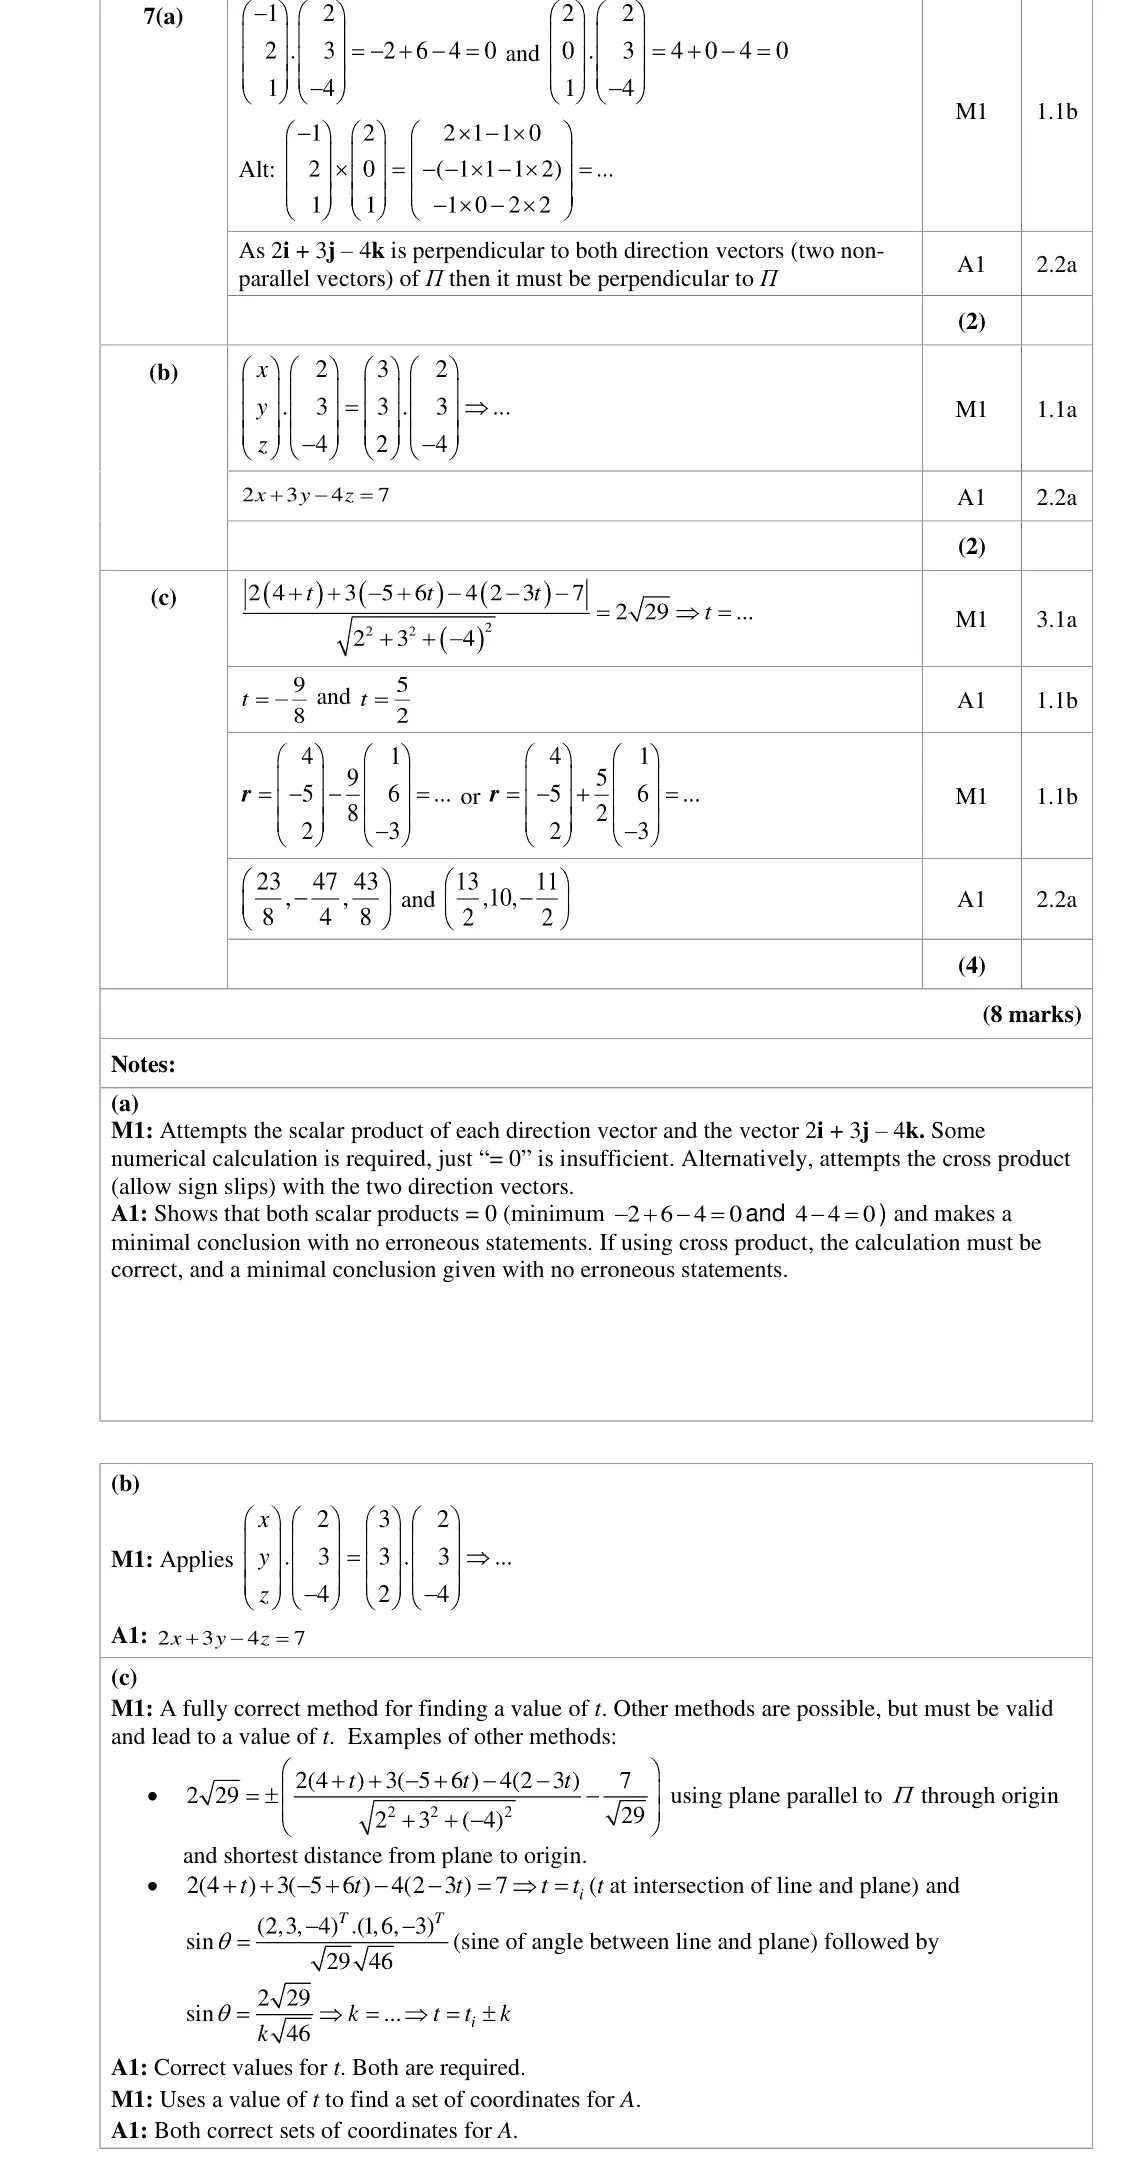 7(a)
(−1 2 1) . (2 3 −4) = −2 + 6 − 4 = 0 and (2 0 1) . (2 3 −4) = 4 + 0 − 4 = 0
M1 1.1b
Alt: (−1 2 1) × (2 0 1) = (2×1−1×0 −(−1×1−1×2) −1×0−2×2) = ...
As 2i + 3j – 4k is perpendicular to both direction vectors (two non-
parallel vectors) of Π then it must be perpendicular to Π
A1 2.2a
(2)
(b)
(x y z) . (2 3 −4) = (3 3 2) . (2 3 −4) ⇒ ...
M1 1.1a
2x + 3y − 4z = 7
A1 2.2a
(2)
(c)
|2(4 + t) + 3(−5 + 6t) − 4(2 − 3t) − 7| / √(2² + 3² + (−4)²) = 2√29 ⇒ t = ...
M1 3.1a
t = −9/8 and t = 5/2
A1 1.1b
r = (4 −5 2) − 9/8 (1 6 −3) = ... or r = (4 −5 2) + 5/2 (1 6 −3) = ...
M1 1.1b
(23/8, −47/4, 43/8) and (13/2, 10, −11/2)
A1 2.2a
(4)
(8 marks)
Notes:
(a)
M1: Attempts the scalar product of each direction vector and the vector 2i + 3j – 4k. Some
numerical calculation is required, just “= 0” is insufficient. Alternatively, attempts the cross product
(allow sign slips) with the two direction vectors.
A1: Shows that both scalar products = 0 (minimum −2 + 6 − 4 = 0 and 4 − 4 = 0) and makes a
minimal conclusion with no erroneous statements. If using cross product, the calculation must be
correct, and a minimal conclusion given with no erroneous statements.
(b)
M1: Applies (x y z) . (2 3 −4) = (3 3 2) . (2 3 −4) ⇒ ...
A1: 2x + 3y − 4z = 7
(c)
M1: A fully correct method for finding a value of t. Other methods are possible, but must be valid
and lead to a value of t. Examples of other methods:
• 2√29 = ±( (2(4 + t) + 3(−5 + 6t) − 4(2 − 3t)) / √(2² + 3² + (−4)²) − 7/√29 ) using plane parallel to Π through origin
and shortest distance from plane to origin.
• 2(4 + t) + 3(−5 + 6t) − 4(2 − 3t) = 7 ⇒ t = tᵢ (t at intersection of line and plane) and
sin θ = (2,3,−4)ᵀ.(1,6,−3)ᵀ / √29√46 (sine of angle between line and plane) followed by
sin θ = 2√29 / k√46 ⇒ k = ... ⇒ t = tᵢ ± k
A1: Correct values for t. Both are required.
M1: Uses a value of t to find a set of coordinates for A.
A1: Both correct sets of coordinates for A.